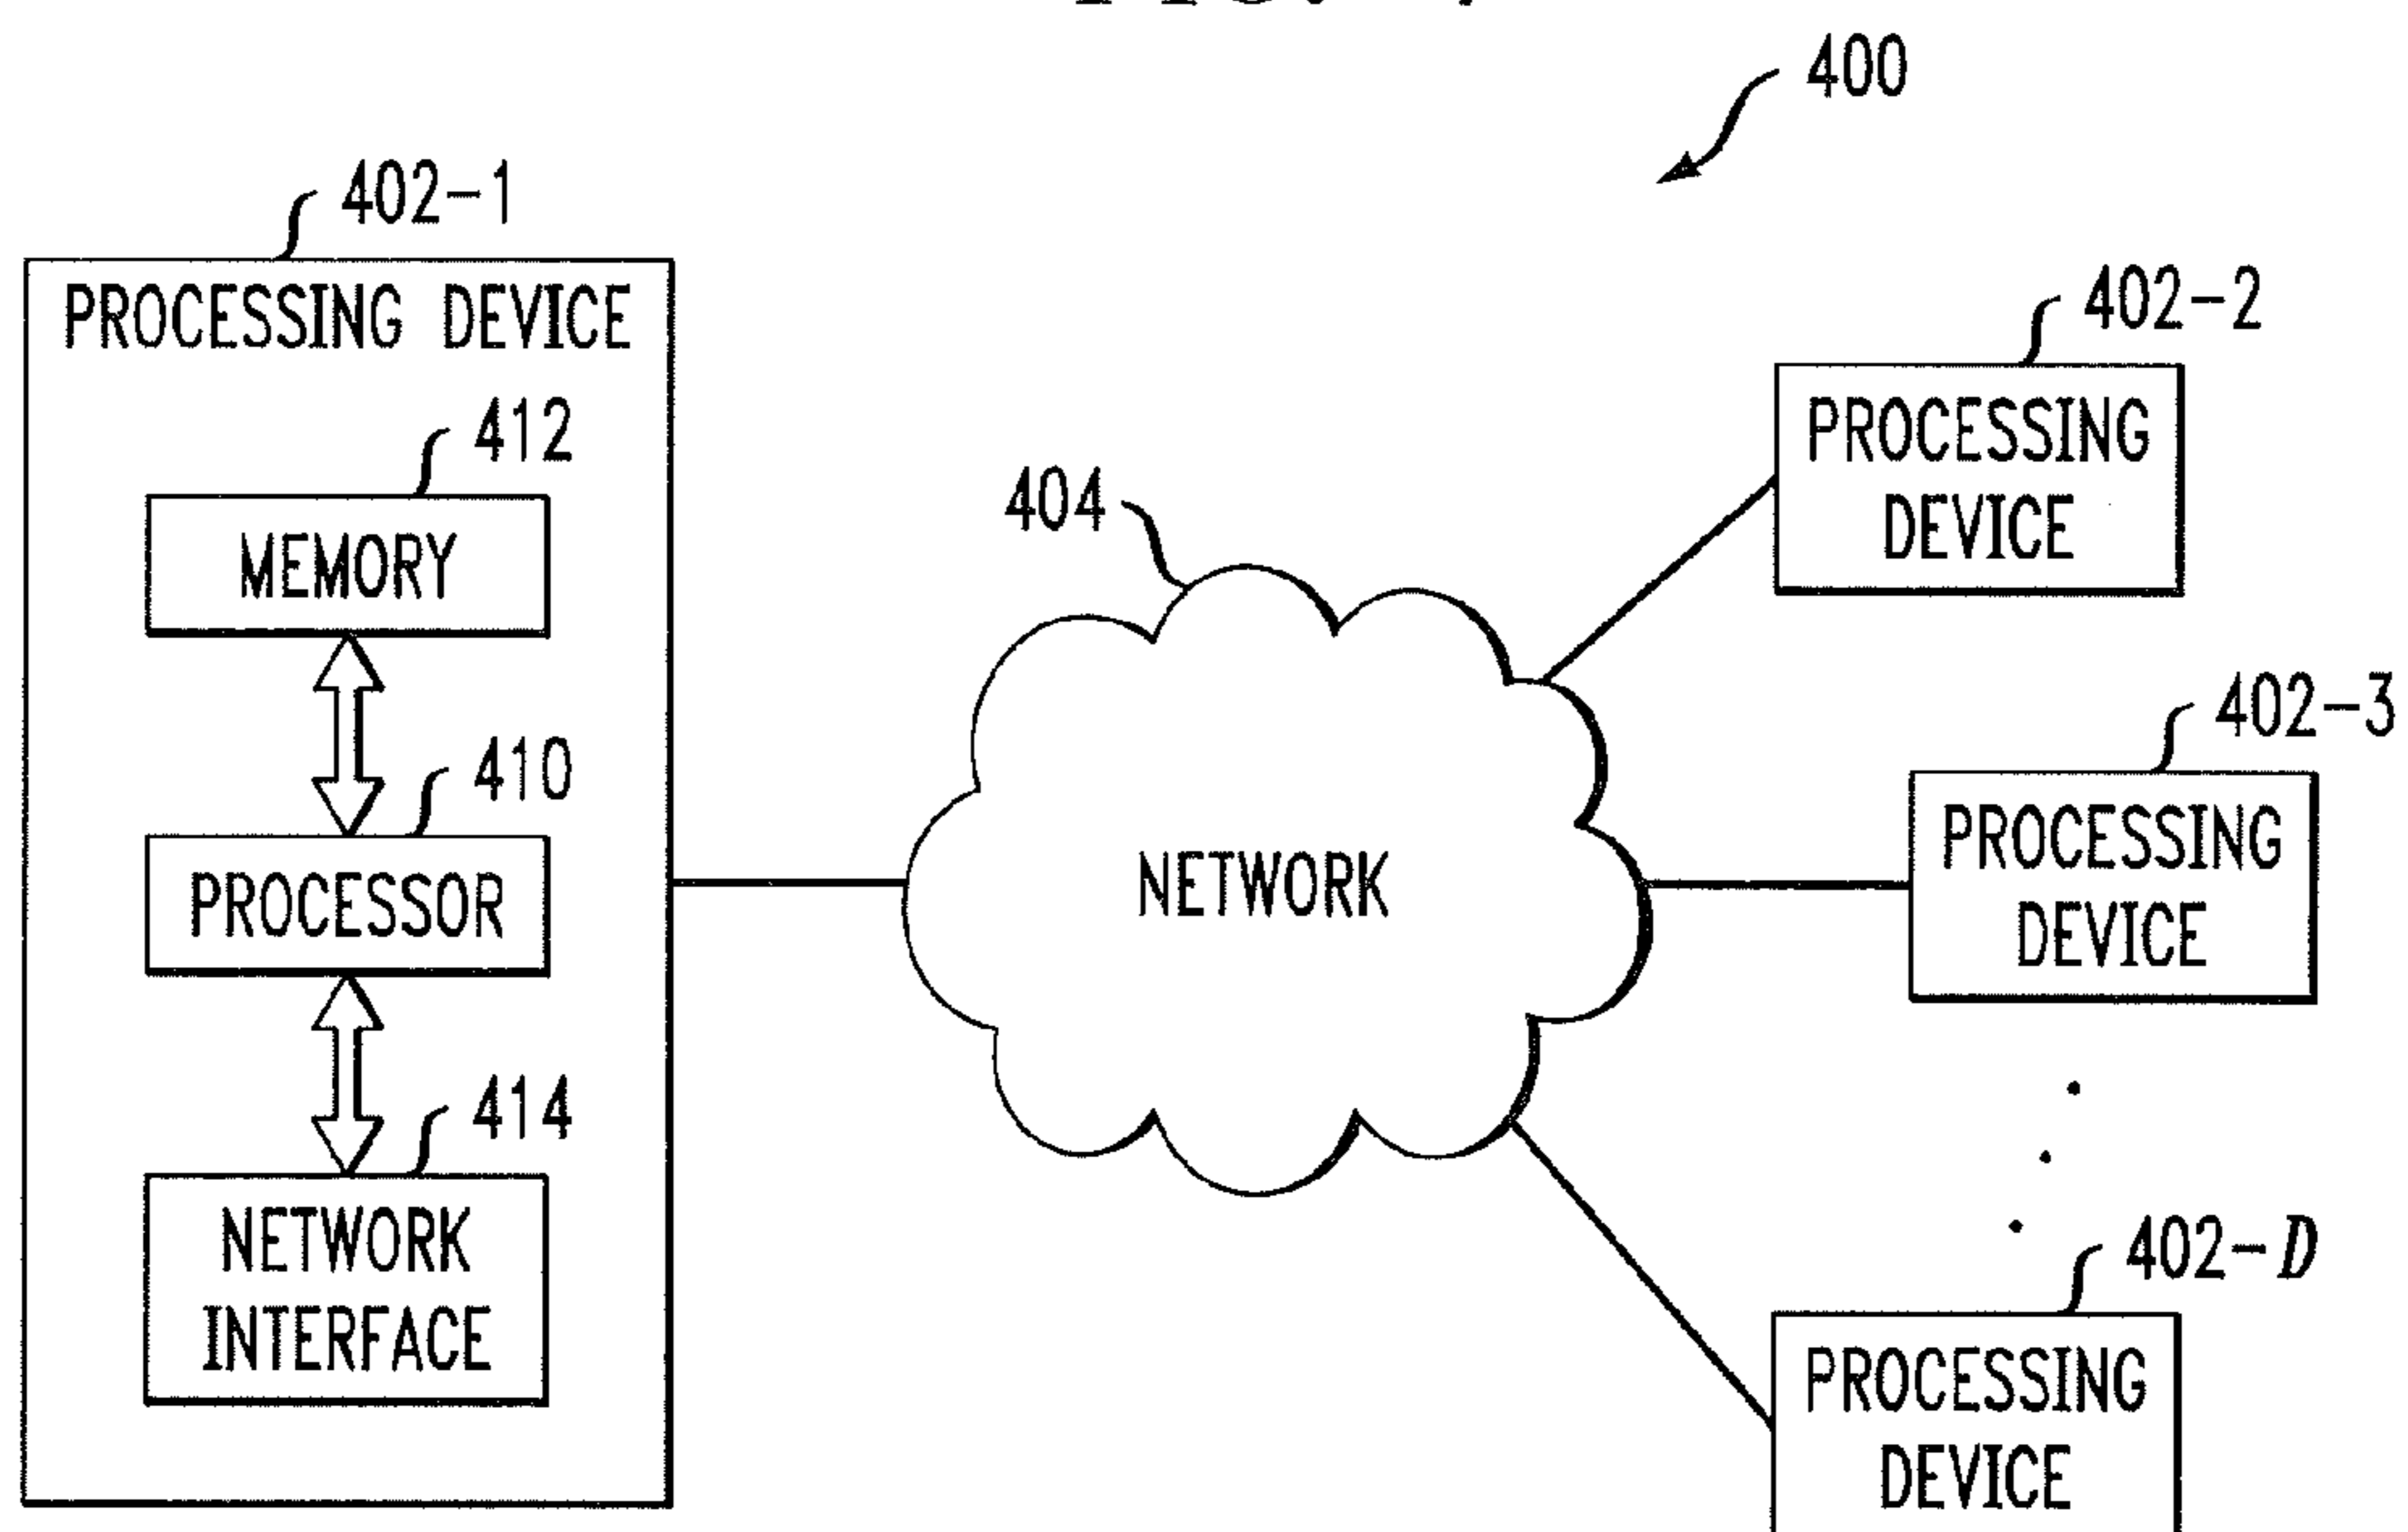 400
402-1
PROCESSING DEVICE
412
MEMORY
410
PROCESSOR
414
NETWORK
INTERFACE
404
NETWORK
402-2
PROCESSING
DEVICE
402-3
PROCESSING
DEVICE
402-D
PROCESSING
DEVICE